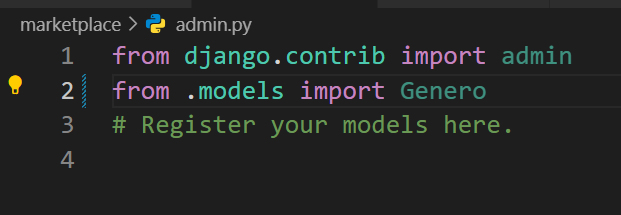 marketplace > admin.py
1 from django.contrib import admin
2 from .models import Genero
3 # Register your models here.
4